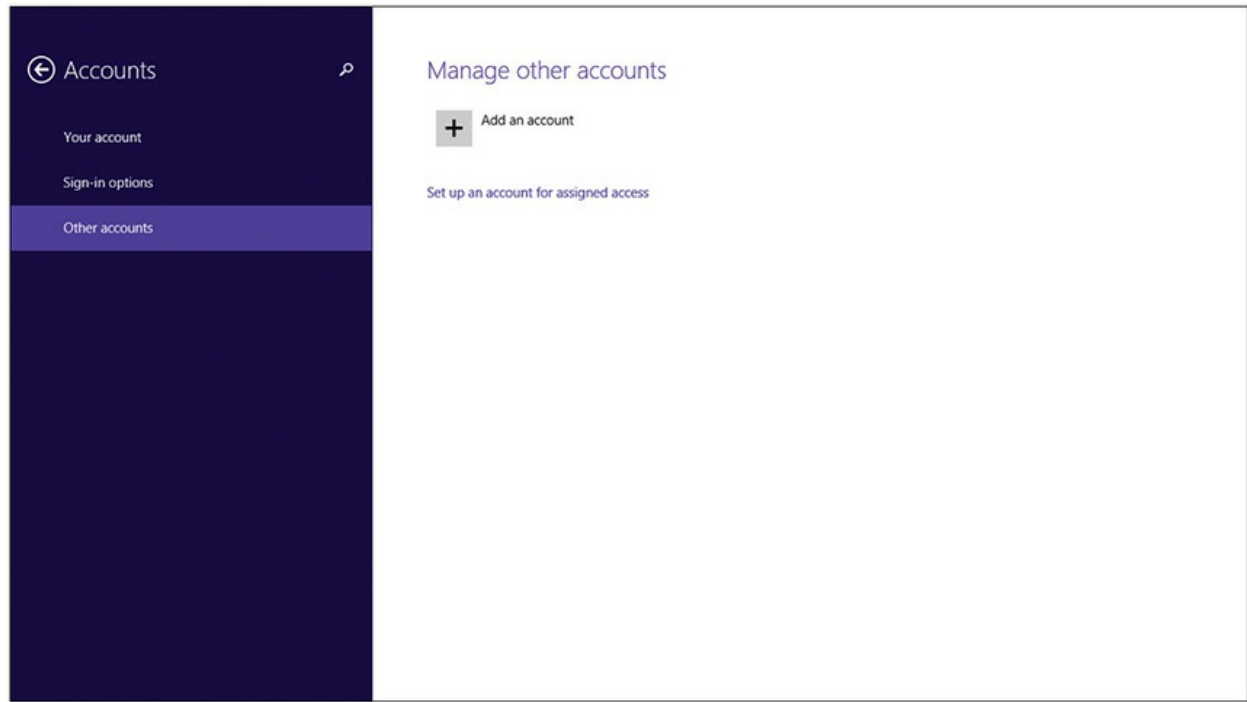 Accounts
Your account
Sign-in options
Other accounts
Manage other accounts
Add an account
Set up an account for assigned access